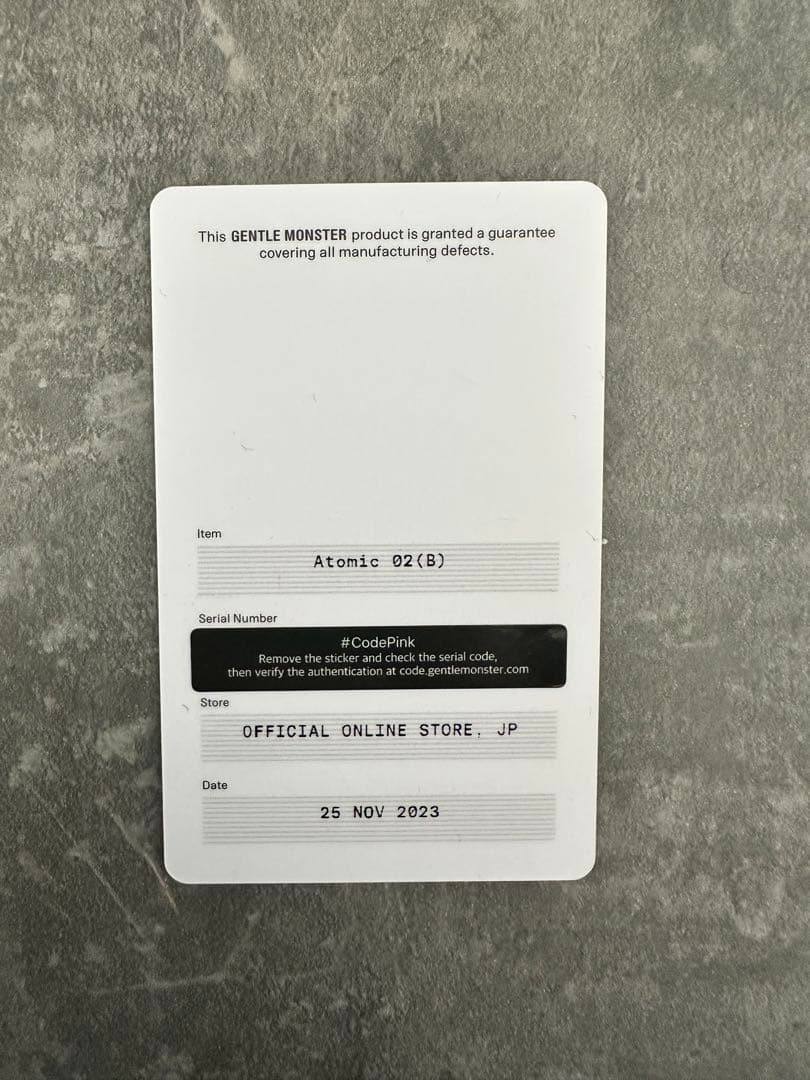 This GENTLE MONSTER product is granted a guarantee
covering all manufacturing defects.
Item
Atomic 02(B)
Serial Number
#CodePink
Remove the sticker and check the serial code,
then verify the authentication at code.gentlemonster.com
Store
OFFICIAL ONLINE STORE, JP
Date
25 NOV 2023